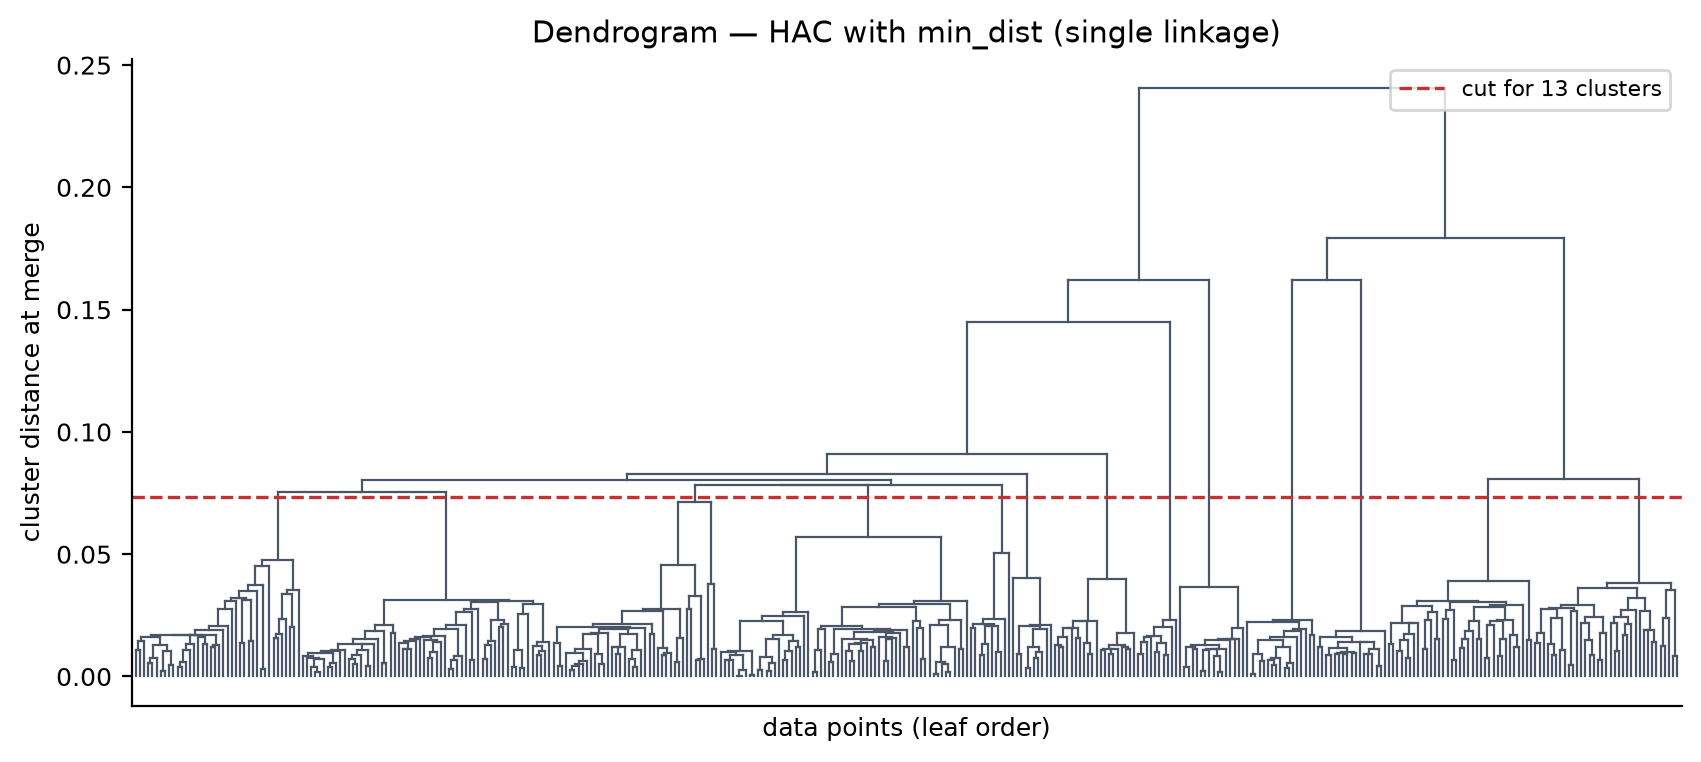 Dendrogram — HAC with min_dist (single linkage)
cut for 13 clusters
cluster distance at merge
0.25
0.20
0.15
0.10
0.05
0.00
data points (leaf order)